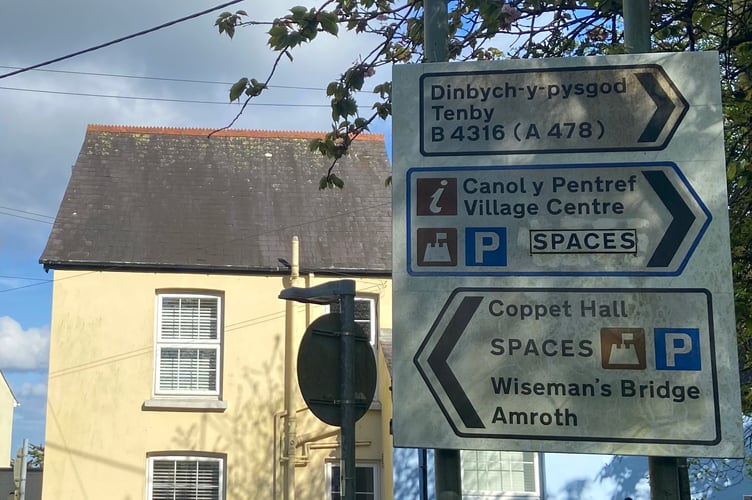 Dinbych-y-pysgod
Tenby
B 4316 (A 478)
i Canol y Pentref
Village Centre
P SPACES
Coppet Hall
SPACES P
Wiseman's Bridge
Amroth